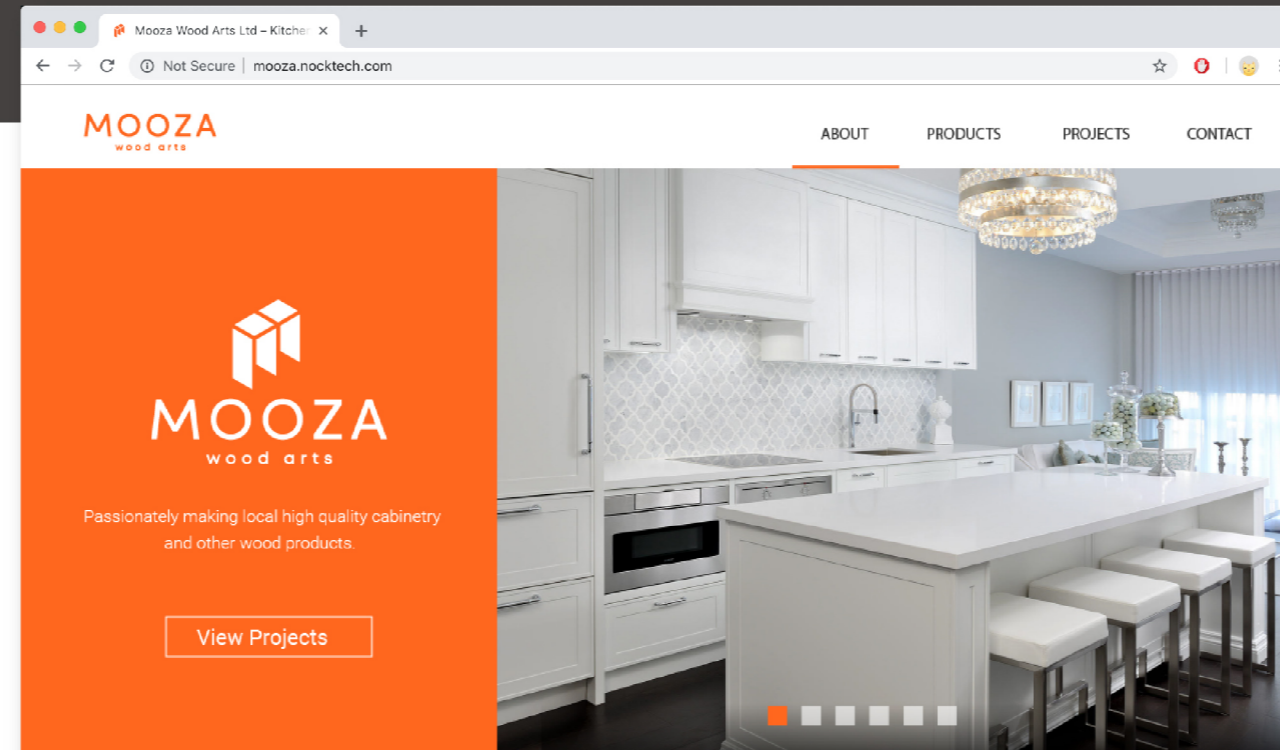 Mooza Wood Arts Ltd – Kitchen
Not Secure
mooza.nocktech.com
MOOZA
wood arts
ABOUT
PRODUCTS
PROJECTS
CONTACT
MOOZA
wood arts
Passionately making local high quality cabinetry
and other wood products.
View Projects